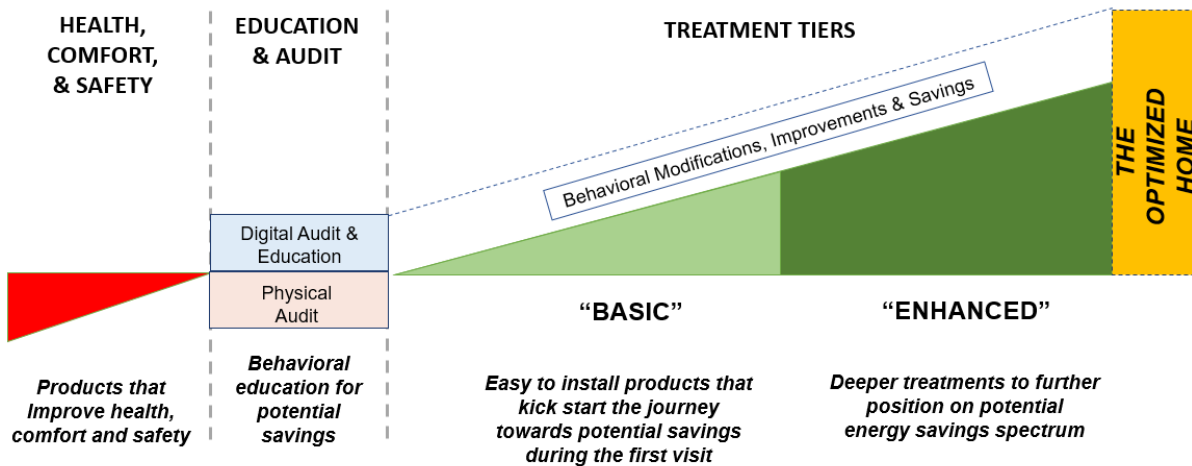 HEALTH,
COMFORT,
& SAFETY
EDUCATION
& AUDIT
TREATMENT TIERS
Behavioral Modifications, Improvements & Savings
THE
OPTIMIZED
HOME
Digital Audit &
Education
Physical
Audit
“BASIC”
“ENHANCED”
Products that
Improve health,
comfort and safety
Behavioral
education for
potential
savings
Easy to install products that
kick start the journey
towards potential savings
during the first visit
Deeper treatments to further
position on potential
energy savings spectrum